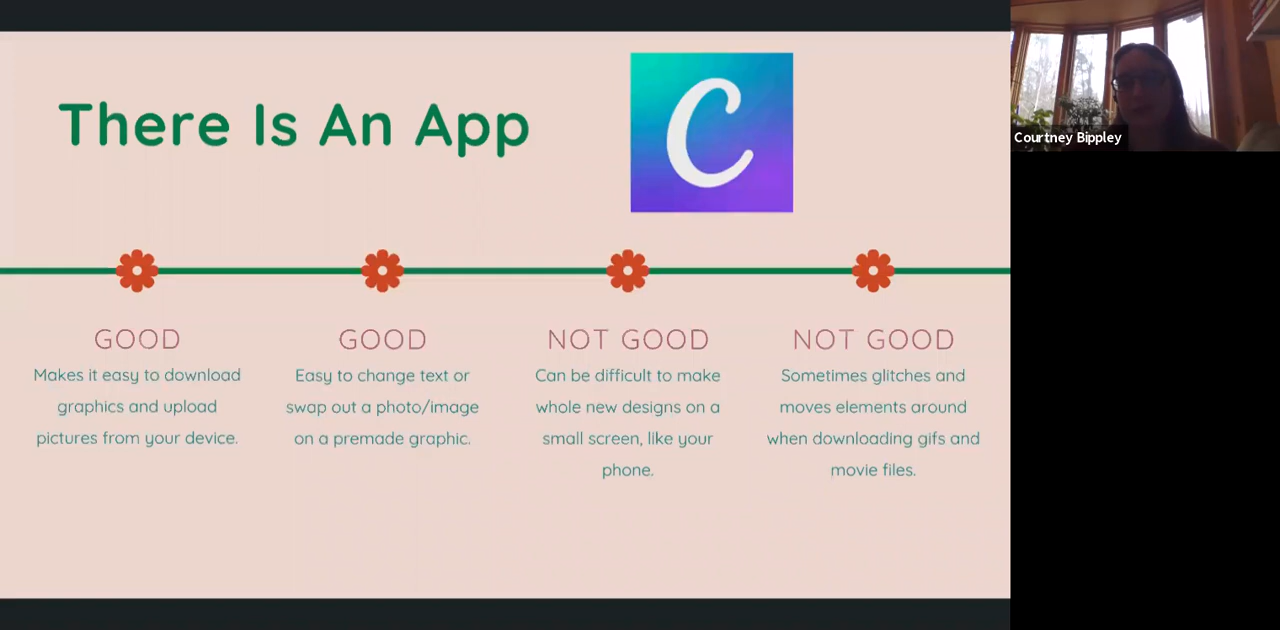 There Is An App
C
GOOD
Makes it easy to download
graphics and upload
pictures from your device.
GOOD
Easy to change text or
swap out a photo/image
on a premade graphic.
NOT GOOD
Can be difficult to make
whole new designs on a
small screen, like your
phone.
NOT GOOD
Sometimes glitches and
moves elements around
when downloading gifs and
movie files.
Courtney Bippley